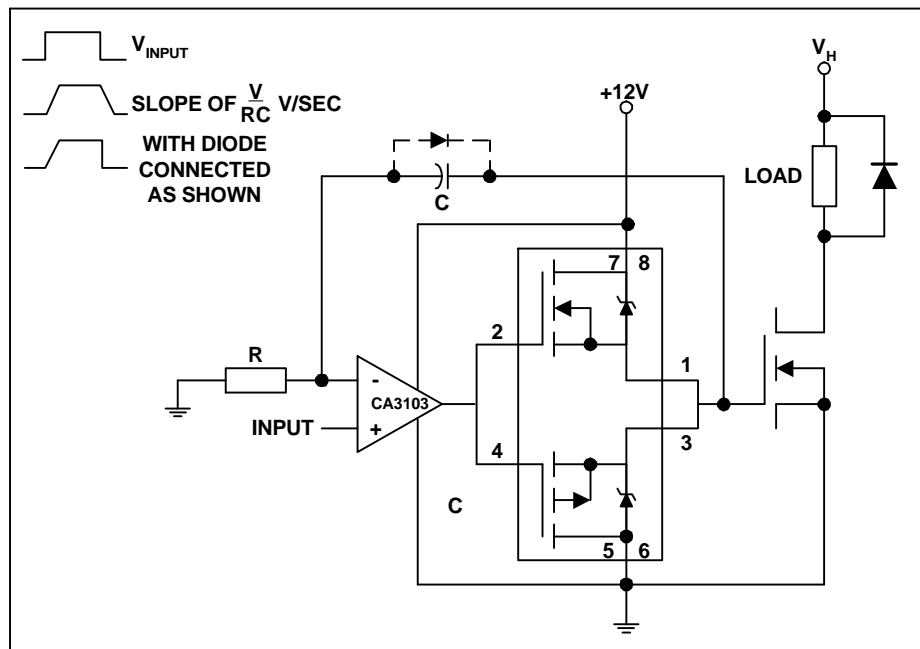 V_INPUT
SLOPE OF V/RC V/SEC
WITH DIODE
CONNECTED
AS SHOWN
V_H
+12V
LOAD
C
7 8
2
R
1
-
CA3103
INPUT
+
3
4
C
5 6